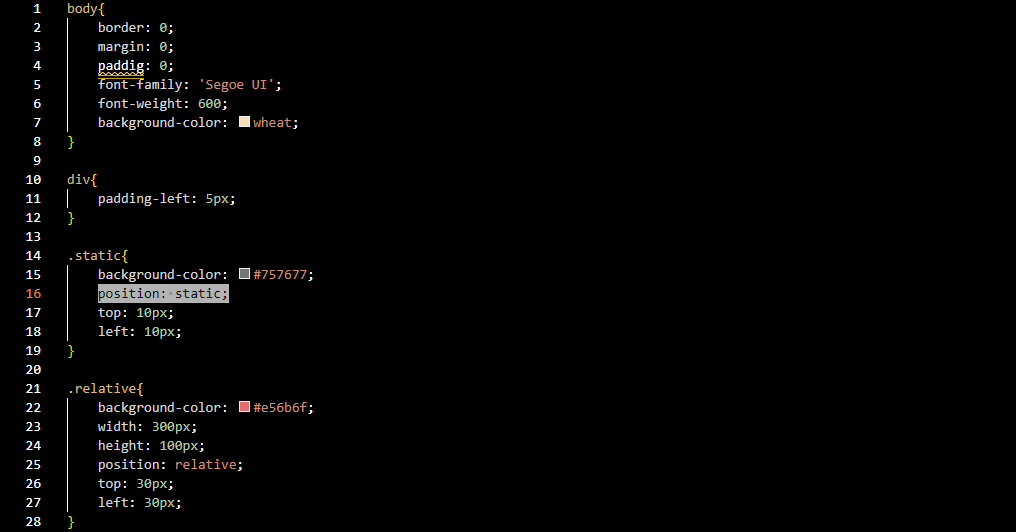 1 body{
2 border: 0;
3 margin: 0;
4 paddig: 0;
5 font-family: 'Segoe UI';
6 font-weight: 600;
7 background-color: wheat;
8 }
9
10 div{
11 padding-left: 5px;
12 }
13
14 .static{
15 background-color: #757677;
16 position: static;
17 top: 10px;
18 left: 10px;
19 }
20
21 .relative{
22 background-color: #e56b6f;
23 width: 300px;
24 height: 100px;
25 position: relative;
26 top: 30px;
27 left: 30px;
28 }